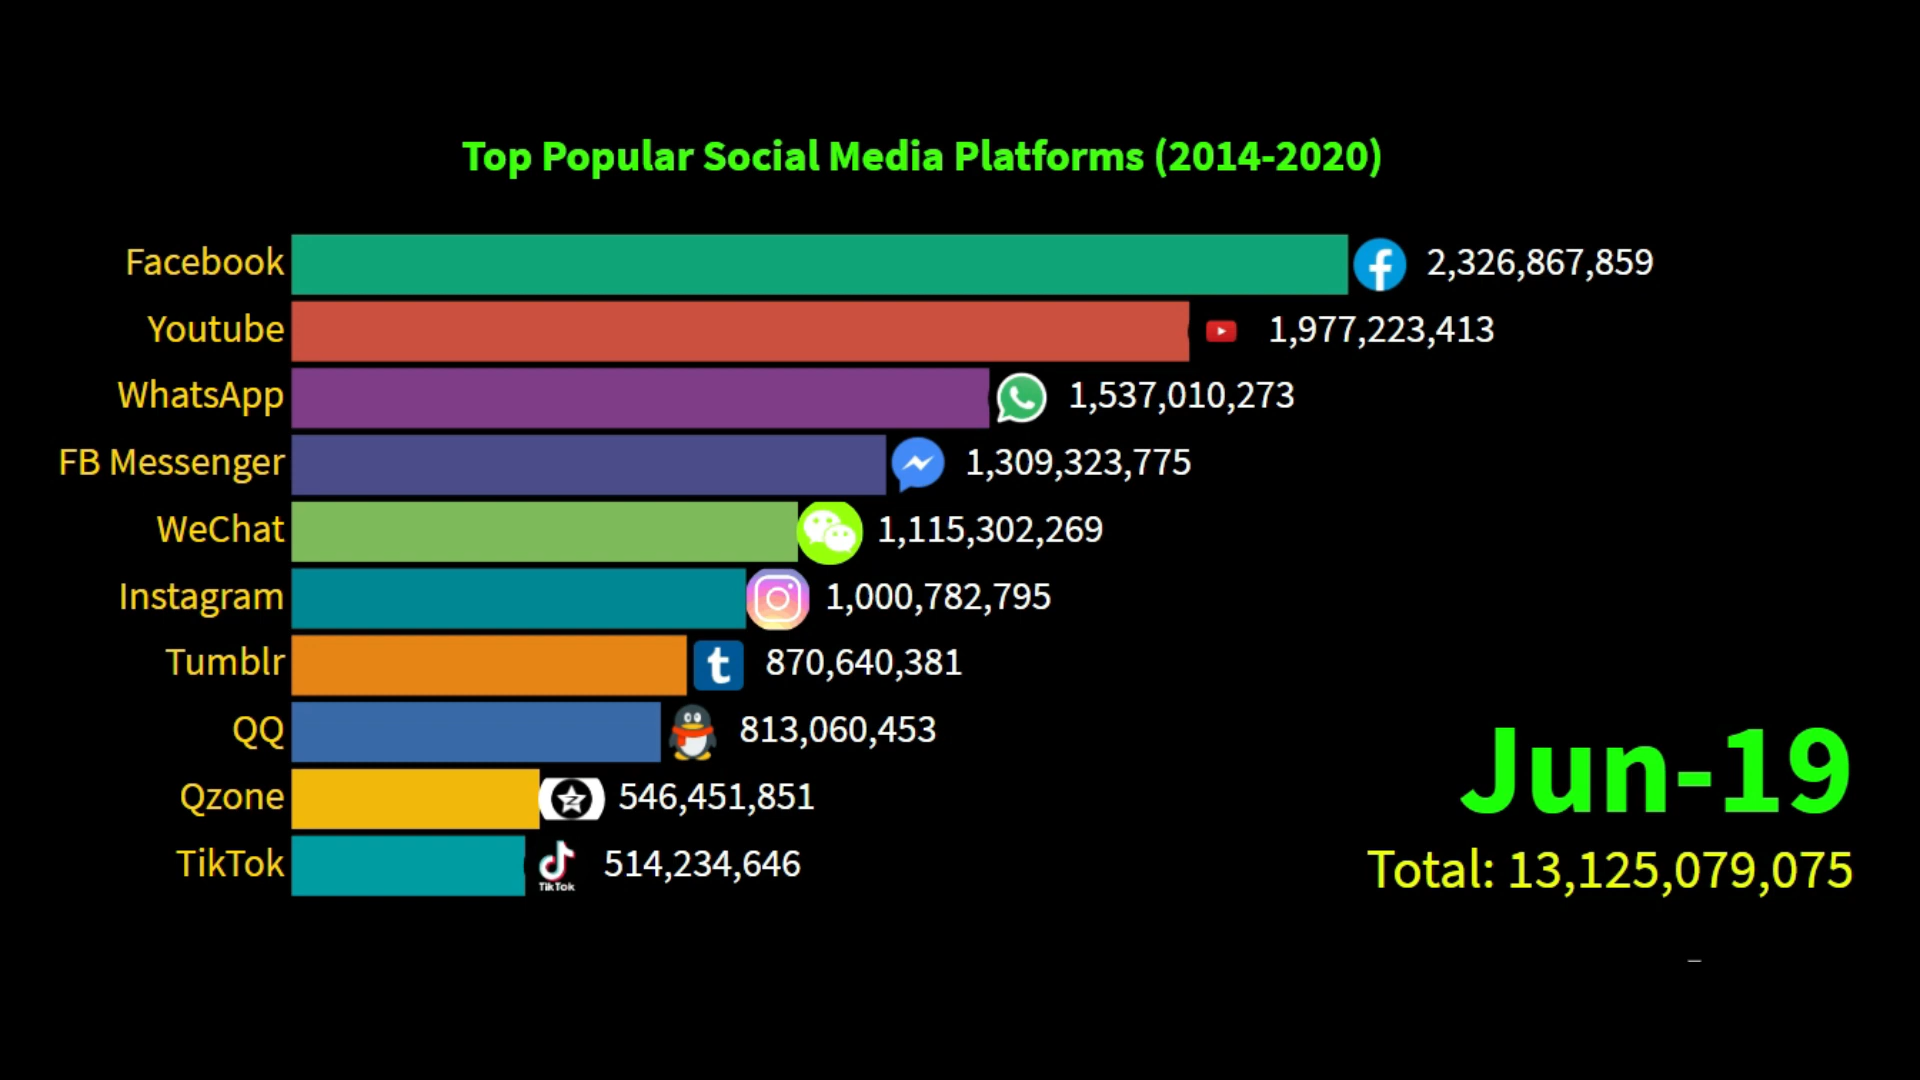 Top Popular Social Media Platforms (2014-2020)
Facebook 2,326,867,859
Youtube 1,977,223,413
WhatsApp 1,537,010,273
FB Messenger 1,309,323,775
WeChat 1,115,302,269
Instagram 1,000,782,795
Tumblr t 870,640,381
QQ 813,060,453
Qzone 546,451,851
TikTok TikTok 514,234,646
Jun-19
Total: 13,125,079,075